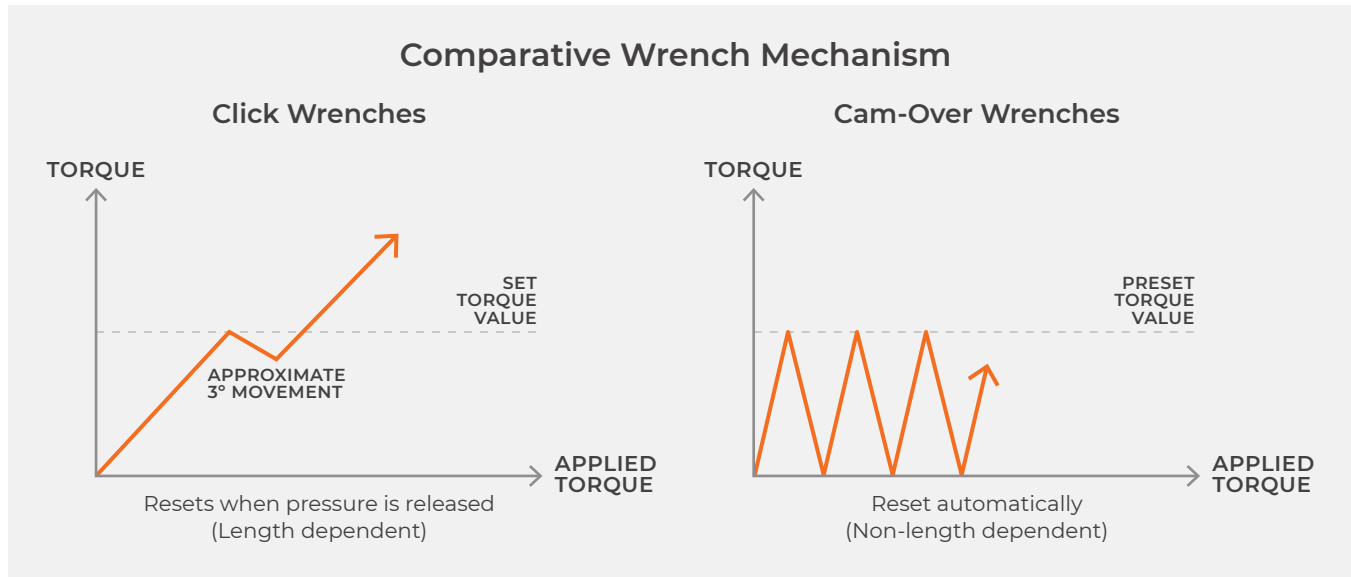 Comparative Wrench Mechanism
Click Wrenches
TORQUE
SET
TORQUE
VALUE
APPROXIMATE
3º MOVEMENT
APPLIED
TORQUE
Resets when pressure is released
(Length dependent)
Cam-Over Wrenches
TORQUE
PRESET
TORQUE
VALUE
APPLIED
TORQUE
Reset automatically
(Non-length dependent)